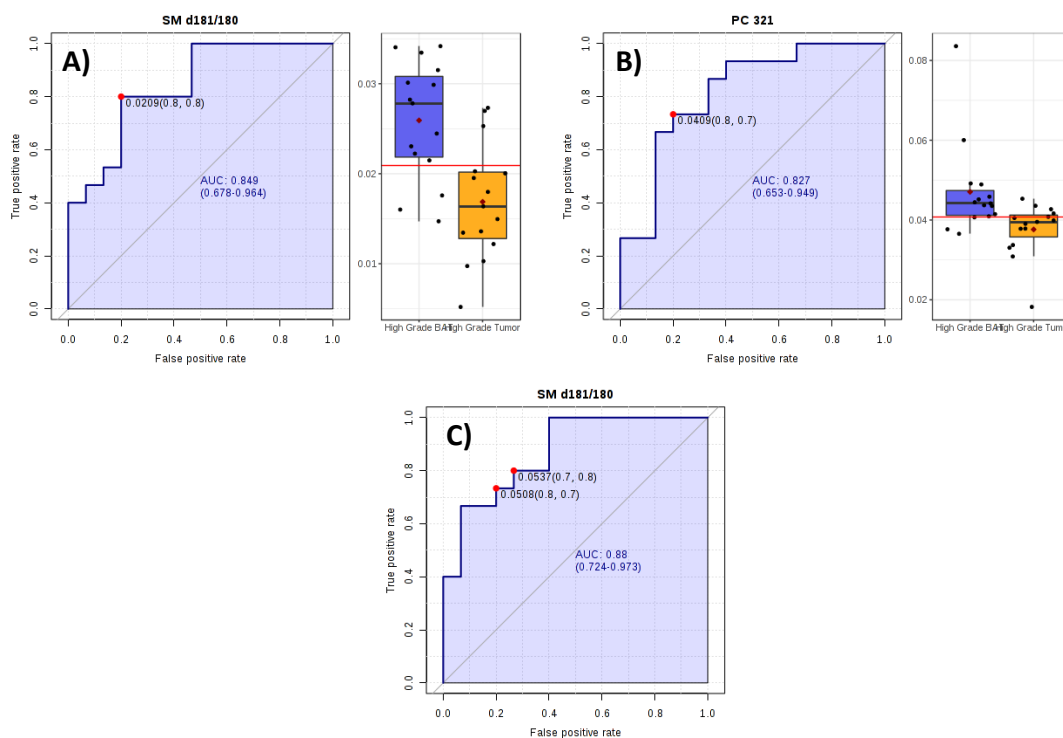 SM d181/180
A)
0.0209(0.8, 0.8)
AUC: 0.849
(0.678-0.964)
True positive rate
0.0 0.2 0.4 0.6 0.8 1.0
0.0 0.2 0.4 0.6 0.8 1.0
False positive rate
0.03
0.02
0.01
High Grade BAT High Grade Tumor
PC 321
B)
0.0409(0.8, 0.7)
AUC: 0.827
(0.653-0.949)
True positive rate
0.0 0.2 0.4 0.6 0.8 1.0
0.0 0.2 0.4 0.6 0.8 1.0
False positive rate
0.08
0.06
0.04
0.02
High Grade BAT High Grade Tumor
SM d181/180
C)
0.0537(0.7, 0.8)
0.0508(0.8, 0.7)
AUC: 0.88
(0.724-0.973)
True positive rate
0.0 0.2 0.4 0.6 0.8 1.0
0.0 0.2 0.4 0.6 0.8 1.0
False positive rate